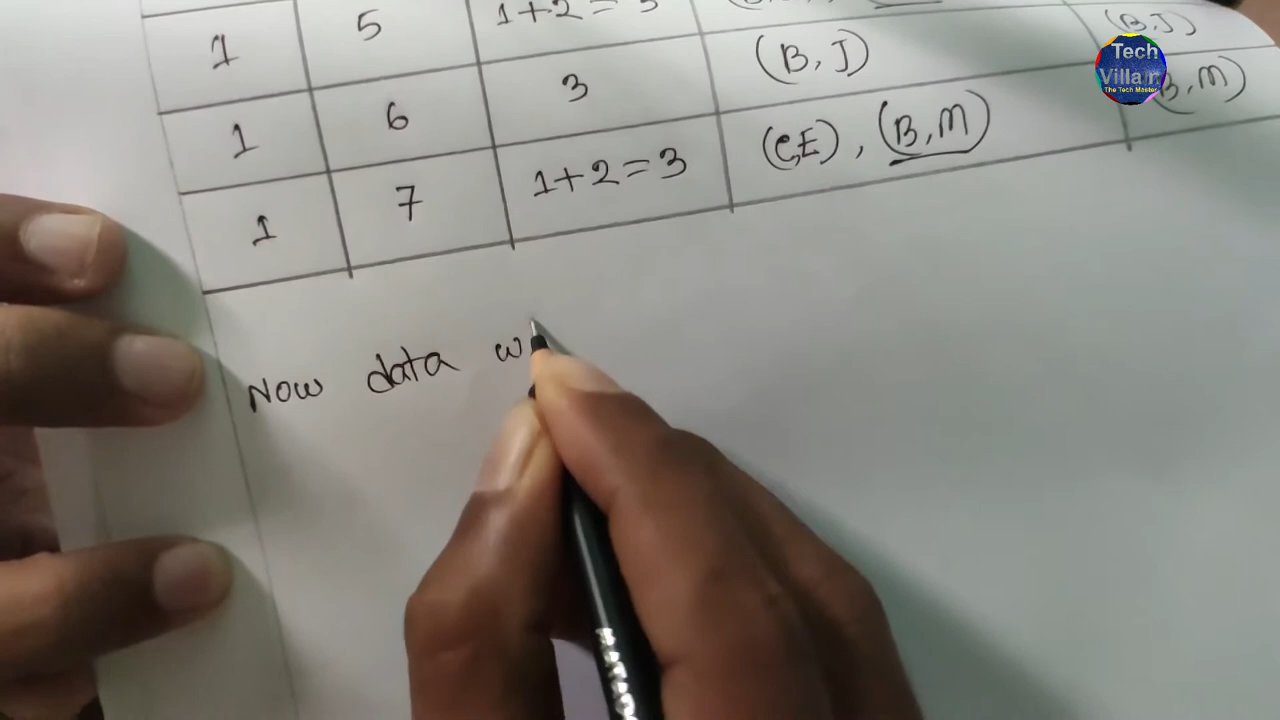 1 5 1+2=3 (B,J)
1 6 3 (B,J) (B,M)
1 7 1+2=3 (C,E), (B,M)
Now data w
Tech
Villain
The Tech Master